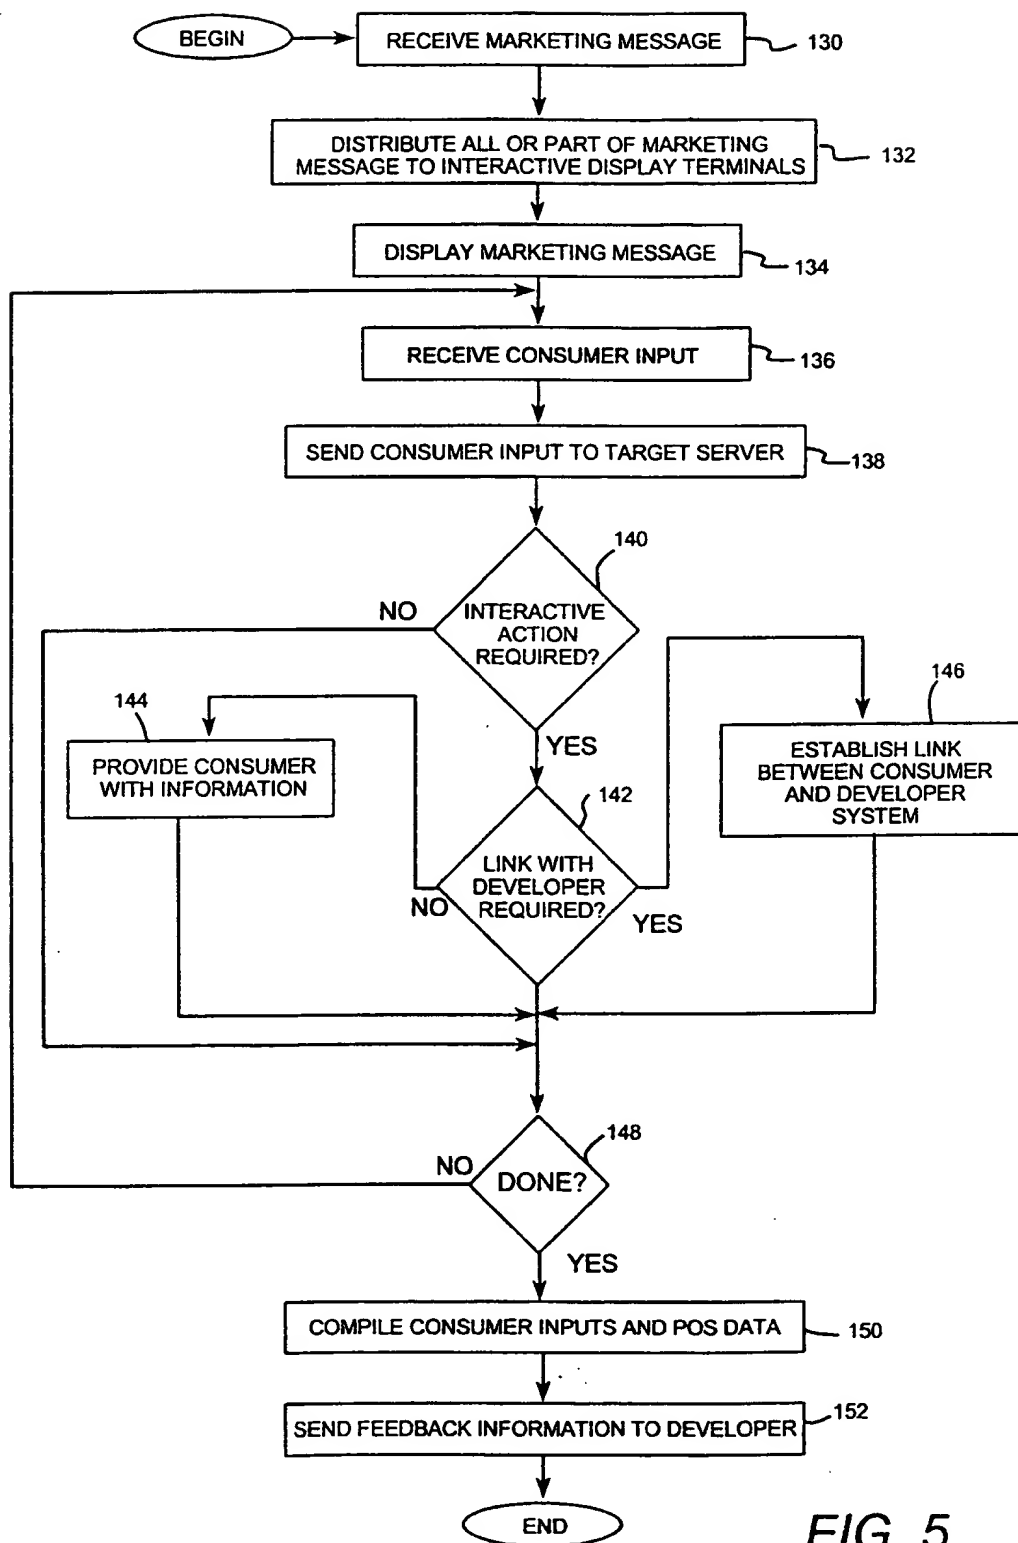 BEGIN
RECEIVE MARKETING MESSAGE
130
DISTRIBUTE ALL OR PART OF MARKETING
MESSAGE TO INTERACTIVE DISPLAY TERMINALS
132
DISPLAY MARKETING MESSAGE
134
RECEIVE CONSUMER INPUT
136
SEND CONSUMER INPUT TO TARGET SERVER
138
140
INTERACTIVE
ACTION
REQUIRED?
NO
YES
144
PROVIDE CONSUMER
WITH INFORMATION
142
LINK WITH
DEVELOPER
REQUIRED?
NO
YES
146
ESTABLISH LINK
BETWEEN CONSUMER
AND DEVELOPER
SYSTEM
148
DONE?
NO
YES
COMPILE CONSUMER INPUTS AND POS DATA
150
SEND FEEDBACK INFORMATION TO DEVELOPER
152
END
FIG. 5